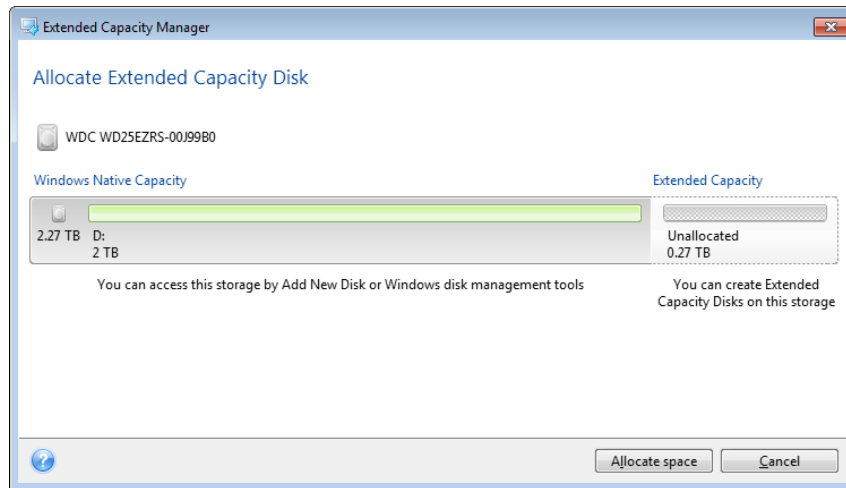 Extended Capacity Manager
Allocate Extended Capacity Disk
WDC WD25EZRS-00J99B0
Windows Native Capacity
Extended Capacity
2.27 TB
D:
2 TB
Unallocated
0.27 TB
You can access this storage by Add New Disk or Windows disk management tools
You can create Extended
Capacity Disks on this storage
Allocate space
Cancel